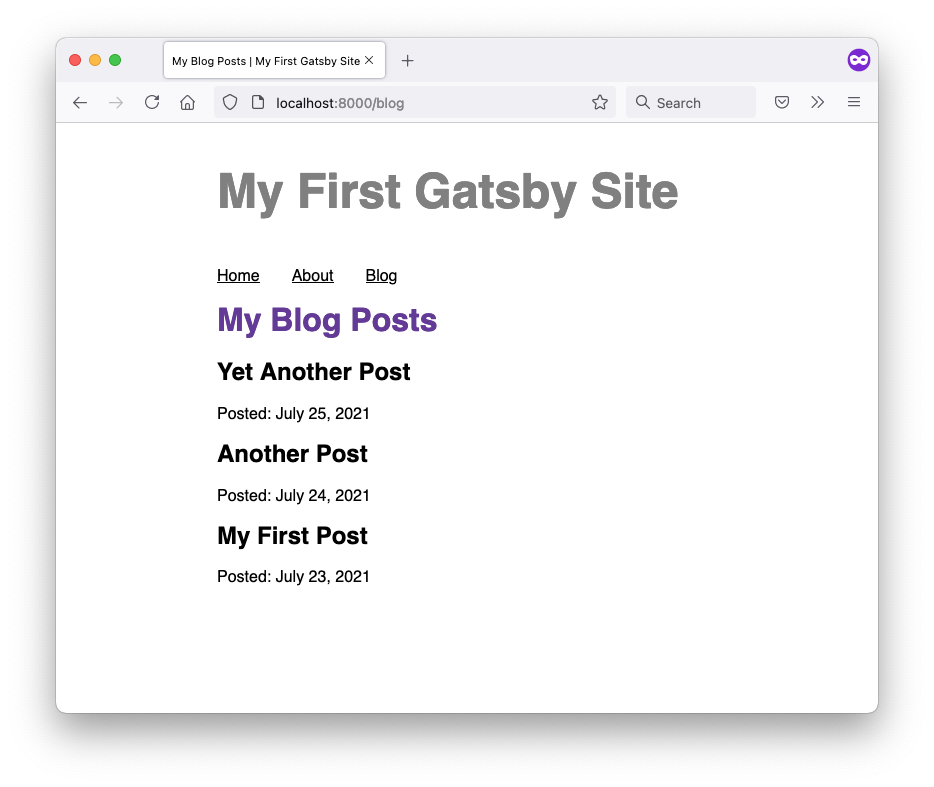 My Blog Posts | My First Gatsby Site
localhost:8000/blog
Search
My First Gatsby Site
Home About Blog
My Blog Posts
Yet Another Post
Posted: July 25, 2021
Another Post
Posted: July 24, 2021
My First Post
Posted: July 23, 2021